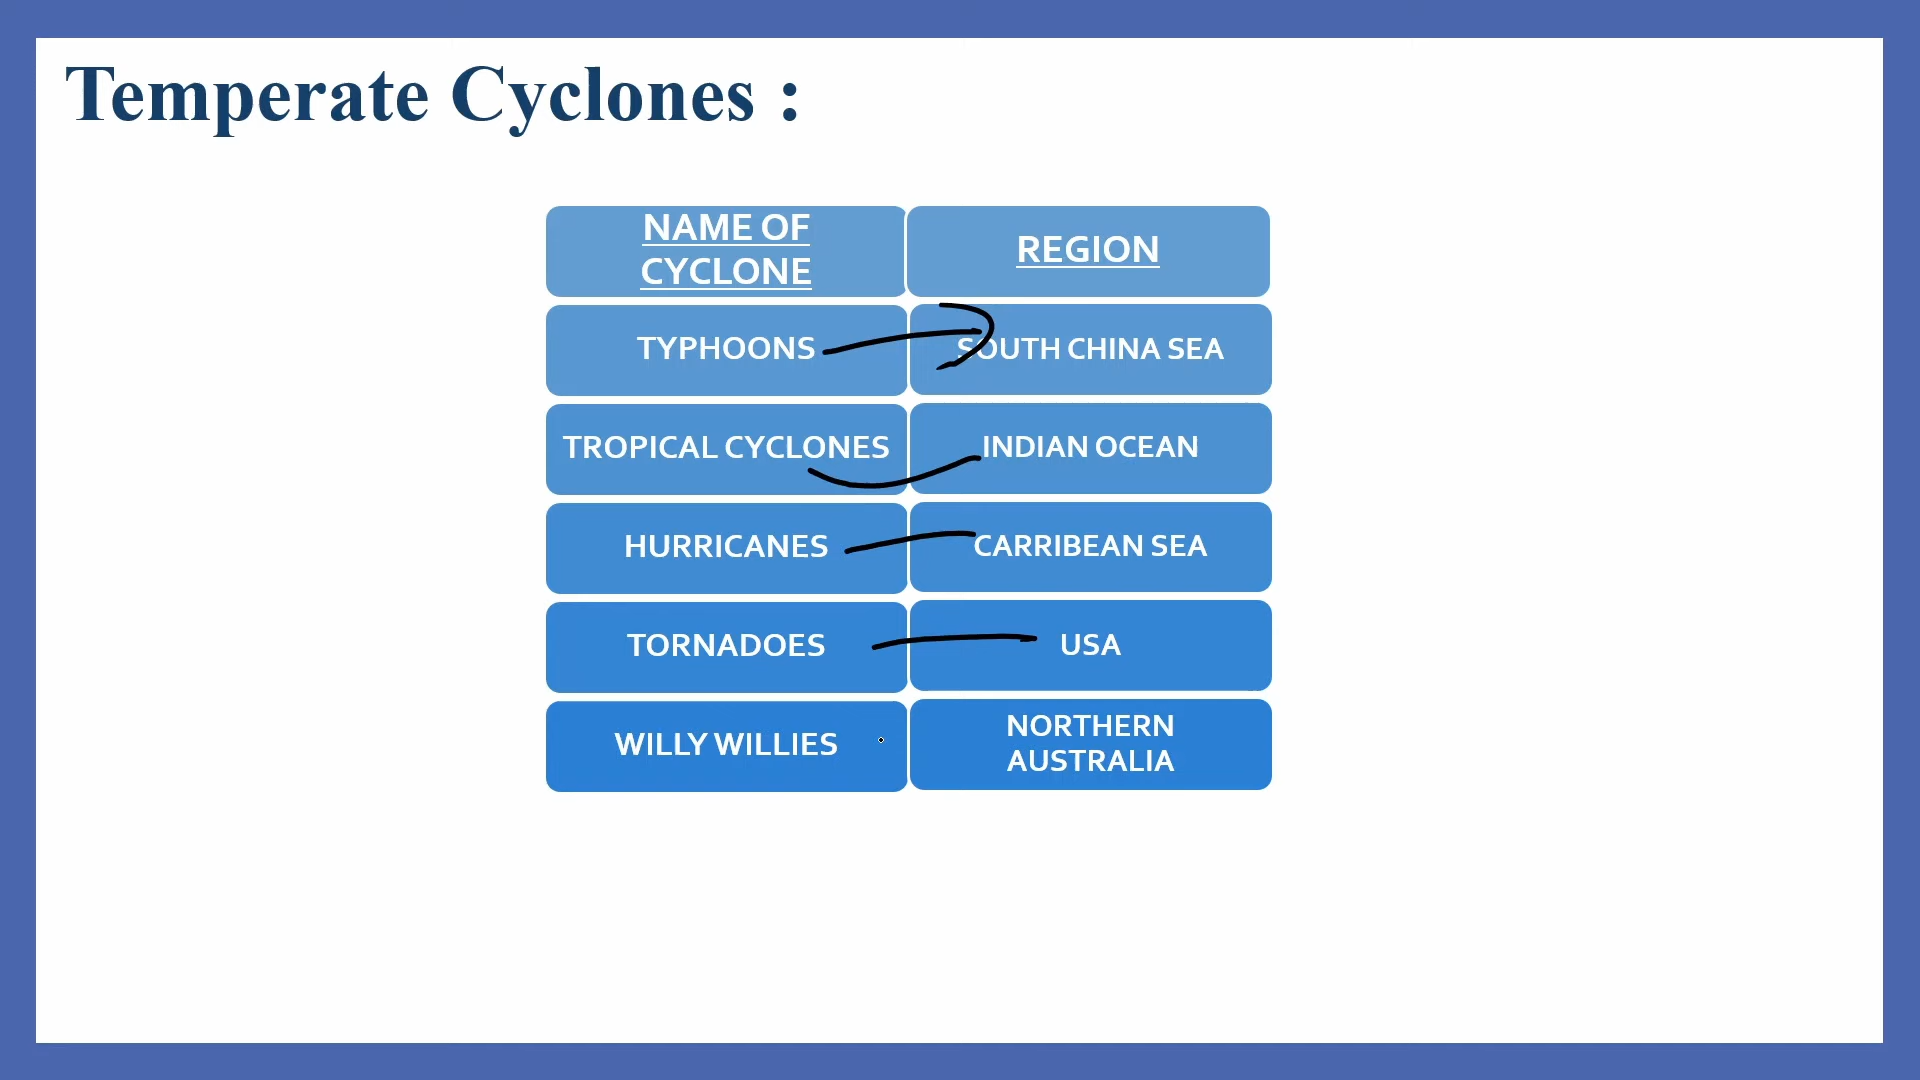 Temperate Cyclones :
NAME OF
CYCLONE
REGION
TYPHOONS
SOUTH CHINA SEA
TROPICAL CYCLONES
INDIAN OCEAN
HURRICANES
CARRIBEAN SEA
TORNADOES
USA
WILLY WILLIES
NORTHERN
AUSTRALIA